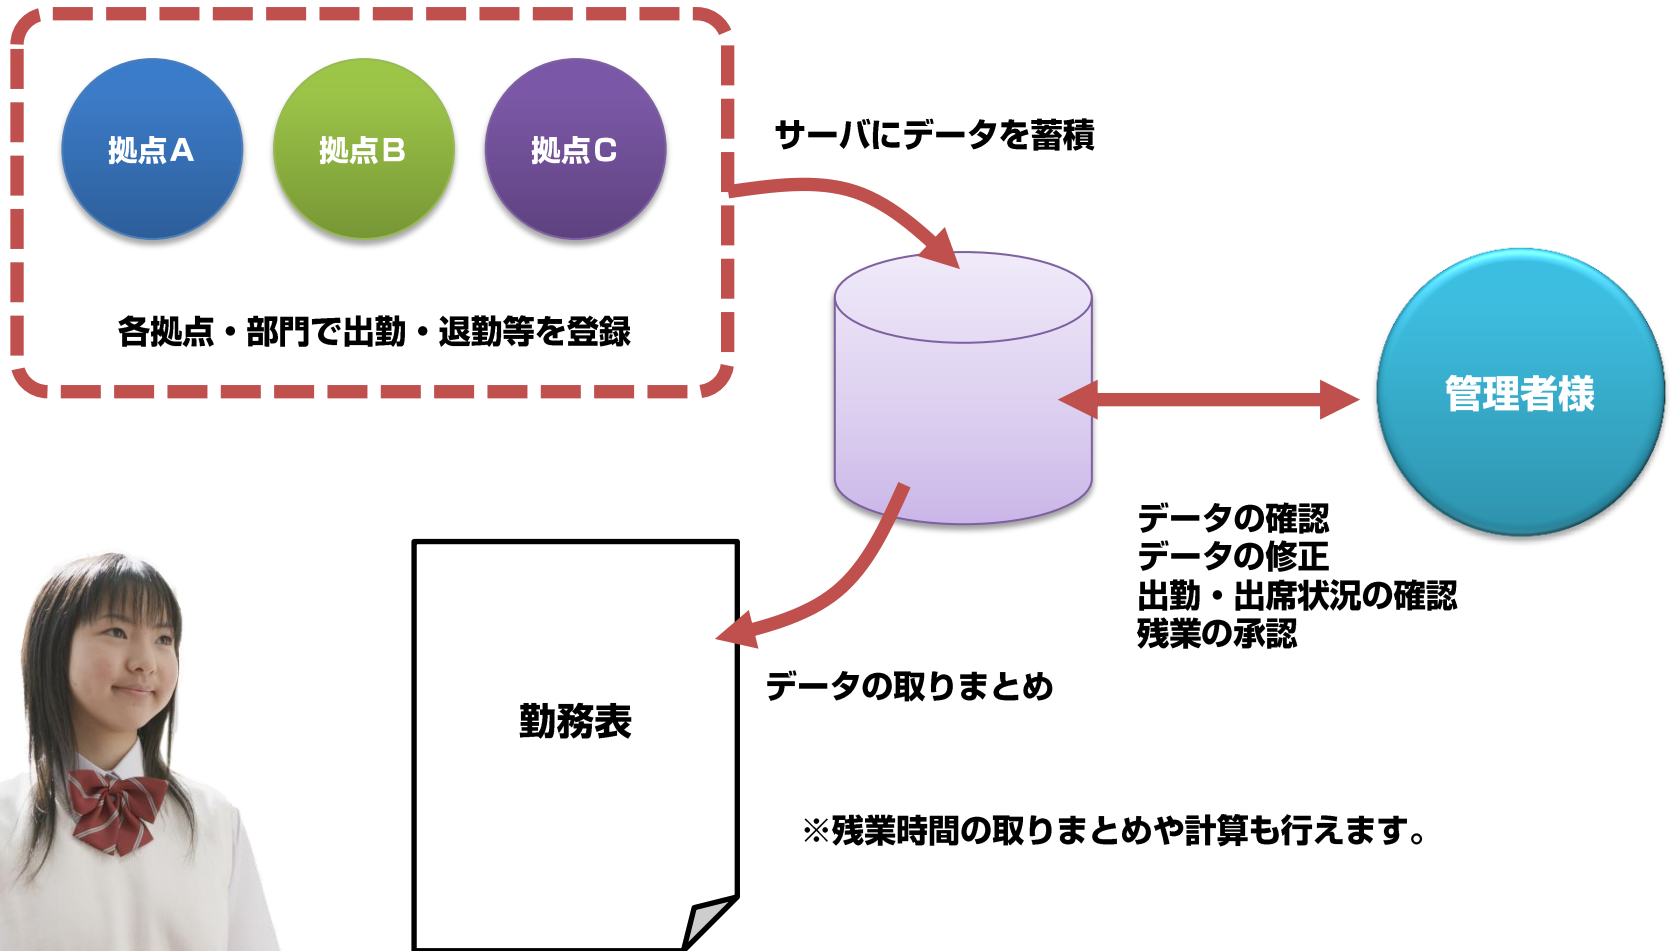 拠点A
拠点B
拠点C
各拠点・部門で出勤・退勤等を登録
サーバにデータを蓄積
管理者様
データの確認
データの修正
出勤・出席状況の確認
残業の承認
データの取りまとめ
勤務表
※残業時間の取りまとめや計算も行えます。